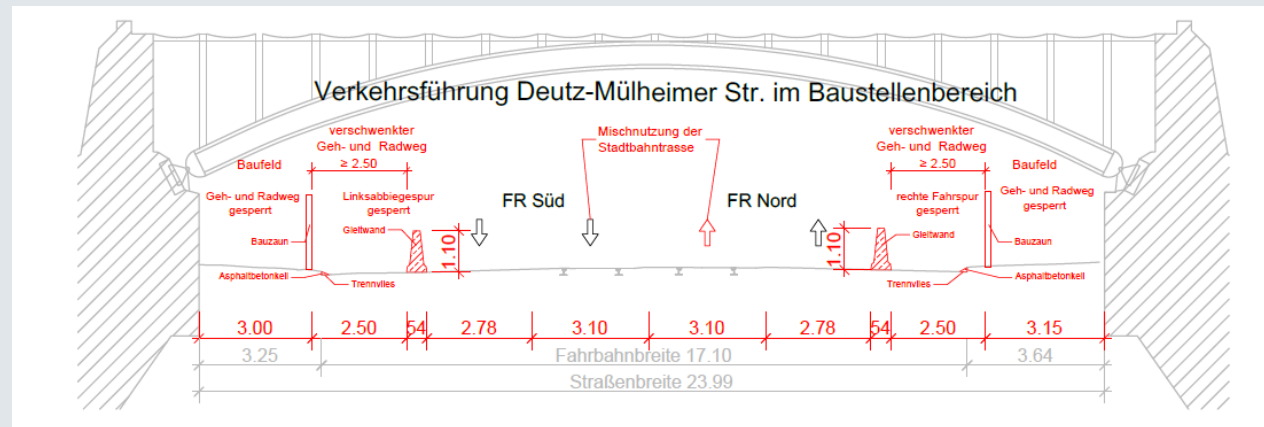 Verkehrsführung Deutz-Mülheimer Str. im Baustellenbereich
verschwenkter
Geh- und Radweg
≥ 2.50
Mischnutzung der
Stadtbahntrasse
verschwenkter
Geh- und Radweg
≥ 2.50
Baufeld
Baufeld
Geh- und Radweg
gesperrt
Linksabbiegespur
gesperrt
FR Süd
FR Nord
rechte Fahrspur
gesperrt
Geh- und Radweg
gesperrt
Bauzaun
Gleitwand
1.10
1.10
Gleitwand
Bauzaun
Asphaltbetonkeil
Trennvlies
Trennvlies
Asphaltbetonkeil
3.00 2.50 54 2.78 3.10 3.10 2.78 54 2.50 3.15
3.25 Fahrbahnbreite 17.10 3.64
Straßenbreite 23.99